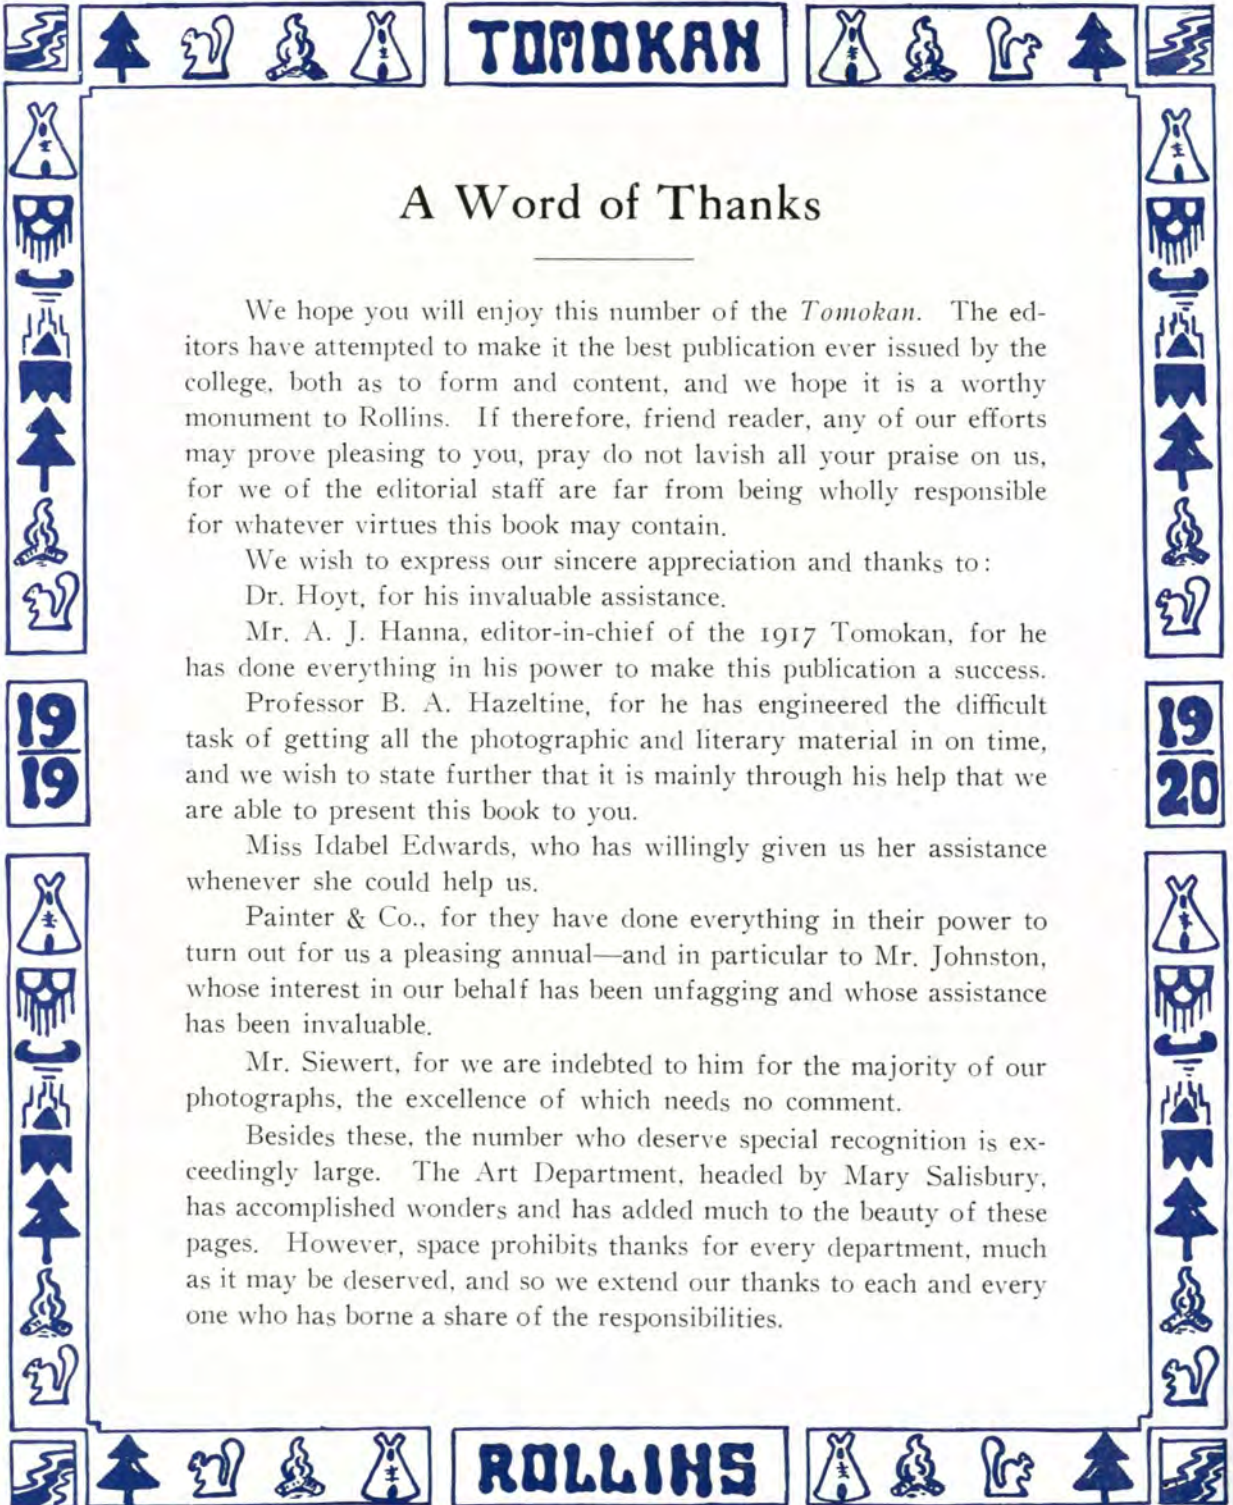 TOMOKAN
A Word of Thanks
We hope you will enjoy this number of the Tomokan. The ed-
itors have attempted to make it the best publication ever issued by the
college, both as to form and content, and we hope it is a worthy
monument to Rollins. If therefore, friend reader, any of our efforts
may prove pleasing to you, pray do not lavish all your praise on us,
for we of the editorial staff are far from being wholly responsible
for whatever virtues this book may contain.
We wish to express our sincere appreciation and thanks to:
Dr. Hoyt, for his invaluable assistance.
Mr. A. J. Hanna, editor-in-chief of the 1917 Tomokan, for he
has done everything in his power to make this publication a success.
Professor B. A. Hazeltine, for he has engineered the difficult
task of getting all the photographic and literary material in on time,
and we wish to state further that it is mainly through his help that we
are able to present this book to you.
Miss Idabel Edwards, who has willingly given us her assistance
whenever she could help us.
Painter & Co., for they have done everything in their power to
turn out for us a pleasing annual—and in particular to Mr. Johnston,
whose interest in our behalf has been unfagging and whose assistance
has been invaluable.
Mr. Siewert, for we are indebted to him for the majority of our
photographs, the excellence of which needs no comment.
Besides these, the number who deserve special recognition is ex-
ceedingly large. The Art Department, headed by Mary Salisbury,
has accomplished wonders and has added much to the beauty of these
pages. However, space prohibits thanks for every department, much
as it may be deserved, and so we extend our thanks to each and every
one who has borne a share of the responsibilities.
19
19
19
20
ROLLINS